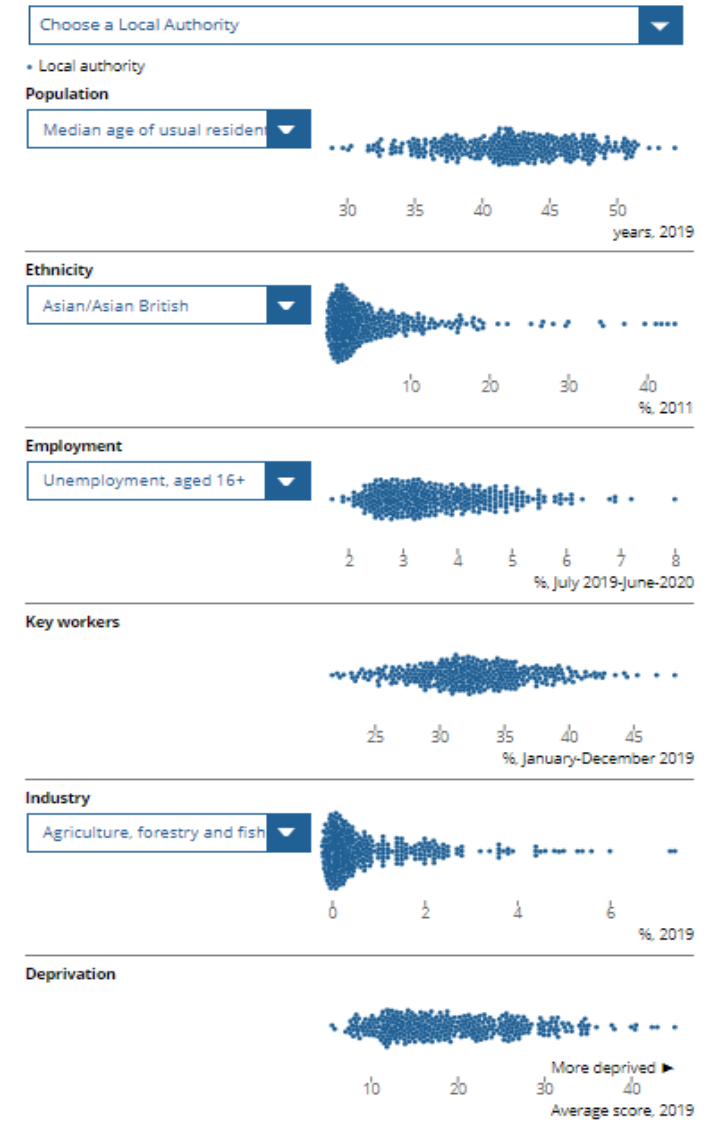 Choose a Local Authority
Local authority
Population
Median age of usual resident
30 35 40 45 50
years, 2019
Ethnicity
Asian/Asian British
10 20 30 40
%, 2011
Employment
Unemployment, aged 16+
2 3 4 5 6 7 8
%, July 2019-June-2020
Key workers
25 30 35 40 45
%, January-December 2019
Industry
Agriculture, forestry and fish
0 2 4 6
%, 2019
Deprivation
More deprived ►
10 20 30 40
Average score, 2019